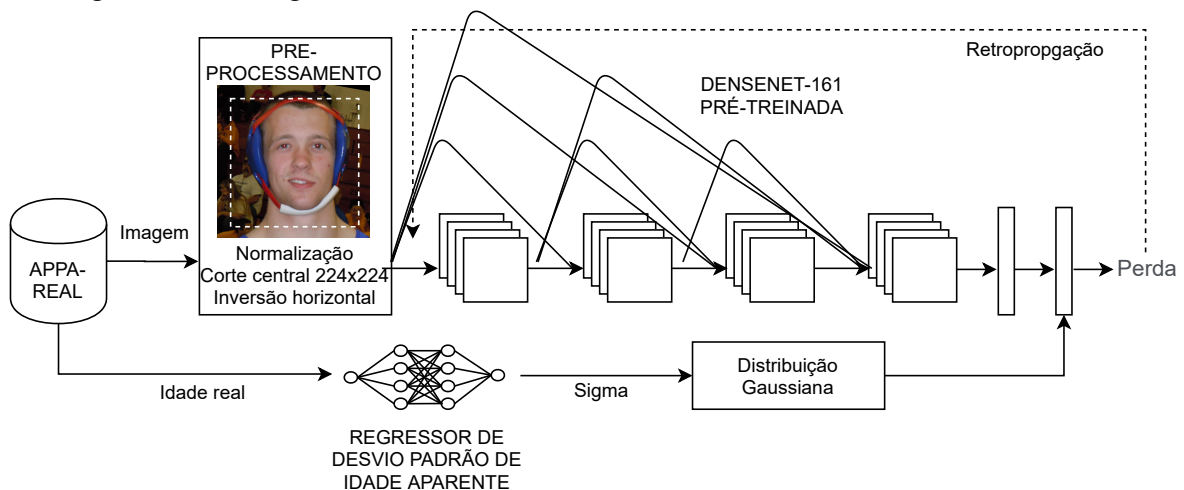 PRE-
PROCESSAMENTO
Normalização
Corte central 224x224
Inversão horizontal
Retropropgação
DENSENET-161
PRÉ-TREINADA
APPA-
REAL
Imagem
Perda
Idade real
REGRESSOR DE
DESVIO PADRÃO DE
IDADE APARENTE
Sigma
Distribuição
Gaussiana